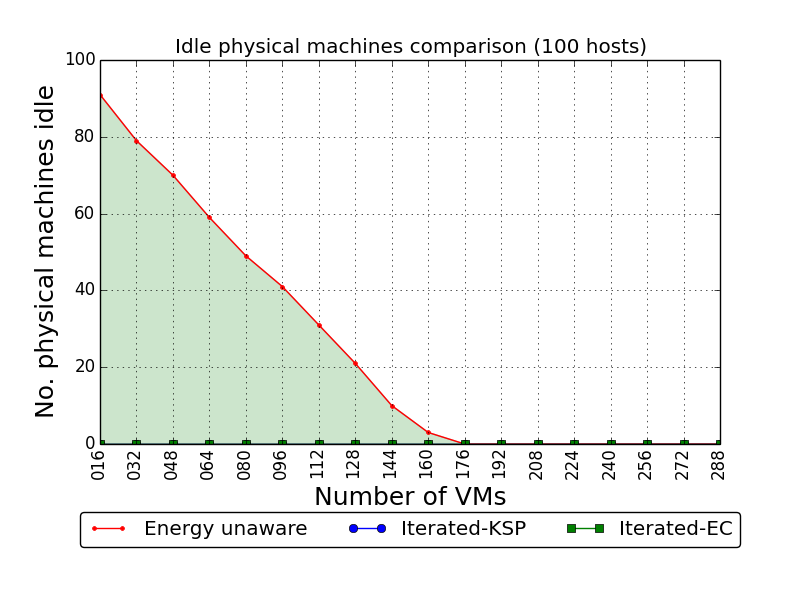 Idle physical machines comparison (100 hosts)
No. physical machines idle
100
80
60
40
20
0
016 032 048 064 080 096 112 128 144 160 176 192 208 224 240 256 272 288
Number of VMs
Energy unaware Iterated-KSP Iterated-EC